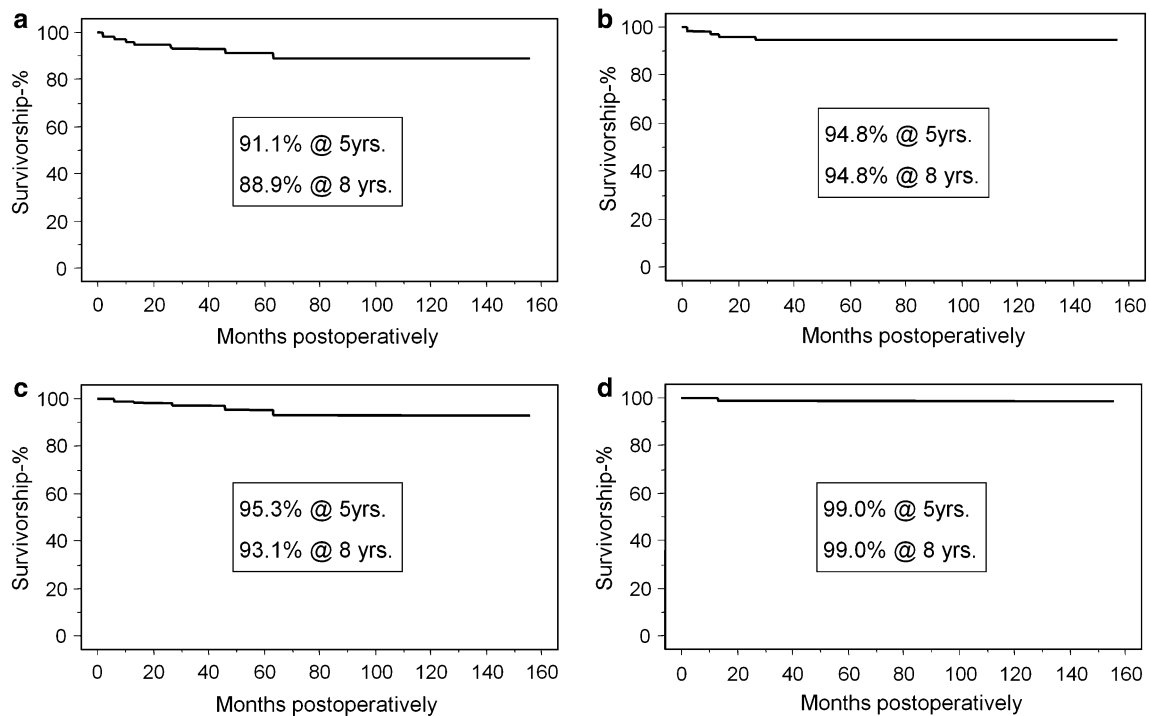 a
100
80
60
40
20
0
Survivorship-%
91.1% @ 5yrs.
88.9% @ 8 yrs.
0 20 40 60 80 100 120 140 160
Months postoperatively
b
100
80
60
40
20
0
Survivorship-%
94.8% @ 5yrs.
94.8% @ 8 yrs.
0 20 40 60 80 100 120 140 160
Months postoperatively
c
100
80
60
40
20
0
Survivorship-%
95.3% @ 5yrs.
93.1% @ 8 yrs.
0 20 40 60 80 100 120 140 160
Months postoperatively
d
100
80
60
40
20
0
Survivorship-%
99.0% @ 5yrs.
99.0% @ 8 yrs.
0 20 40 60 80 100 120 140 160
Months postoperatively